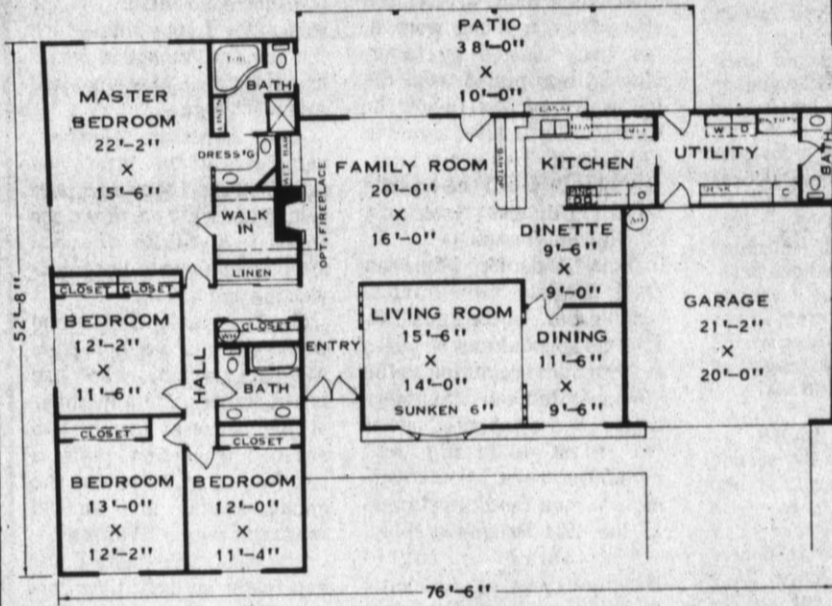 PATIO
38'-0"
X
10'-0"
MASTER
BEDROOM
22'-2"
X
15'-6"
BATH
LINEN
DRESS'G
WALK
IN
LINEN
OPT. FIREPLACE
FAMILY ROOM
20'-0"
X
16'-0"
KITCHEN
UTILITY
W D
BATH
DINETTE
9'-6"
X
9'-0"
CLOSET CLOSET
BEDROOM
12'-2"
X
11'-6"
HALL
CLOSET
BATH
ENTRY
LIVING ROOM
15'-6"
X
14'-0"
SUNKEN 6"
DINING
X
9'-6"
GARAGE
21'-2"
X
20'-0"
CLOSET
CLOSET
BEDROOM
13'-0"
X
12'-2"
BEDROOM
12'-0"
X
11'-4"
52'-8"
76'-6"